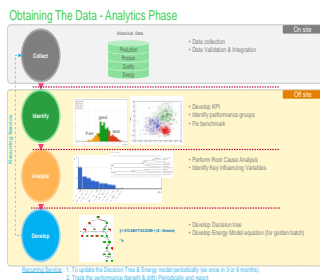 Obtaining The Data - Analytics Phase
On site
Collect
Historical Data
Production
Process
Quality
Energy
• Data collection
• Data Validation & Integration
Off site
Identify
good
Poor
best
• Develop KPI
• Identify performance groups
• Fix benchmark
Analyze
• Perform Root Cause Analysis
• Identify Key influencing Variables
Develop
• Develop Decision tree
• Develop Energy Model equation (for golden batch)
Recurring Service
Recurring Service : 1. To update the Decision Tree & Energy model periodically (ex once in 3 or 6 months).
2. Track the performance (benefit & drift) Periodically and report